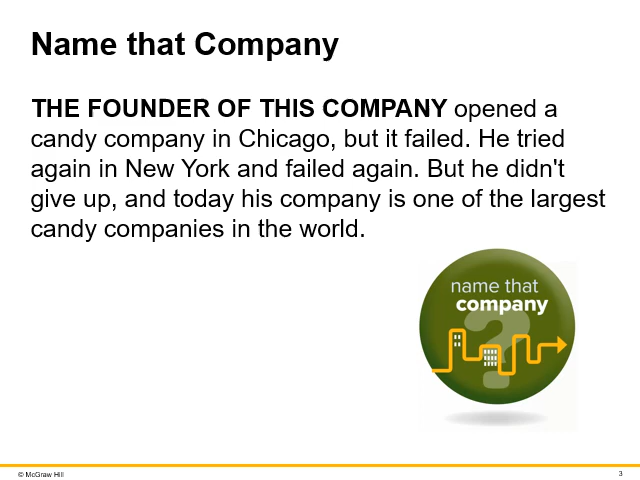 Name that Company
THE FOUNDER OF THIS COMPANY opened a
candy company in Chicago, but it failed. He tried
again in New York and failed again. But he didn't
give up, and today his company is one of the largest
candy companies in the world.
name that
company
?
© McGraw Hill
3